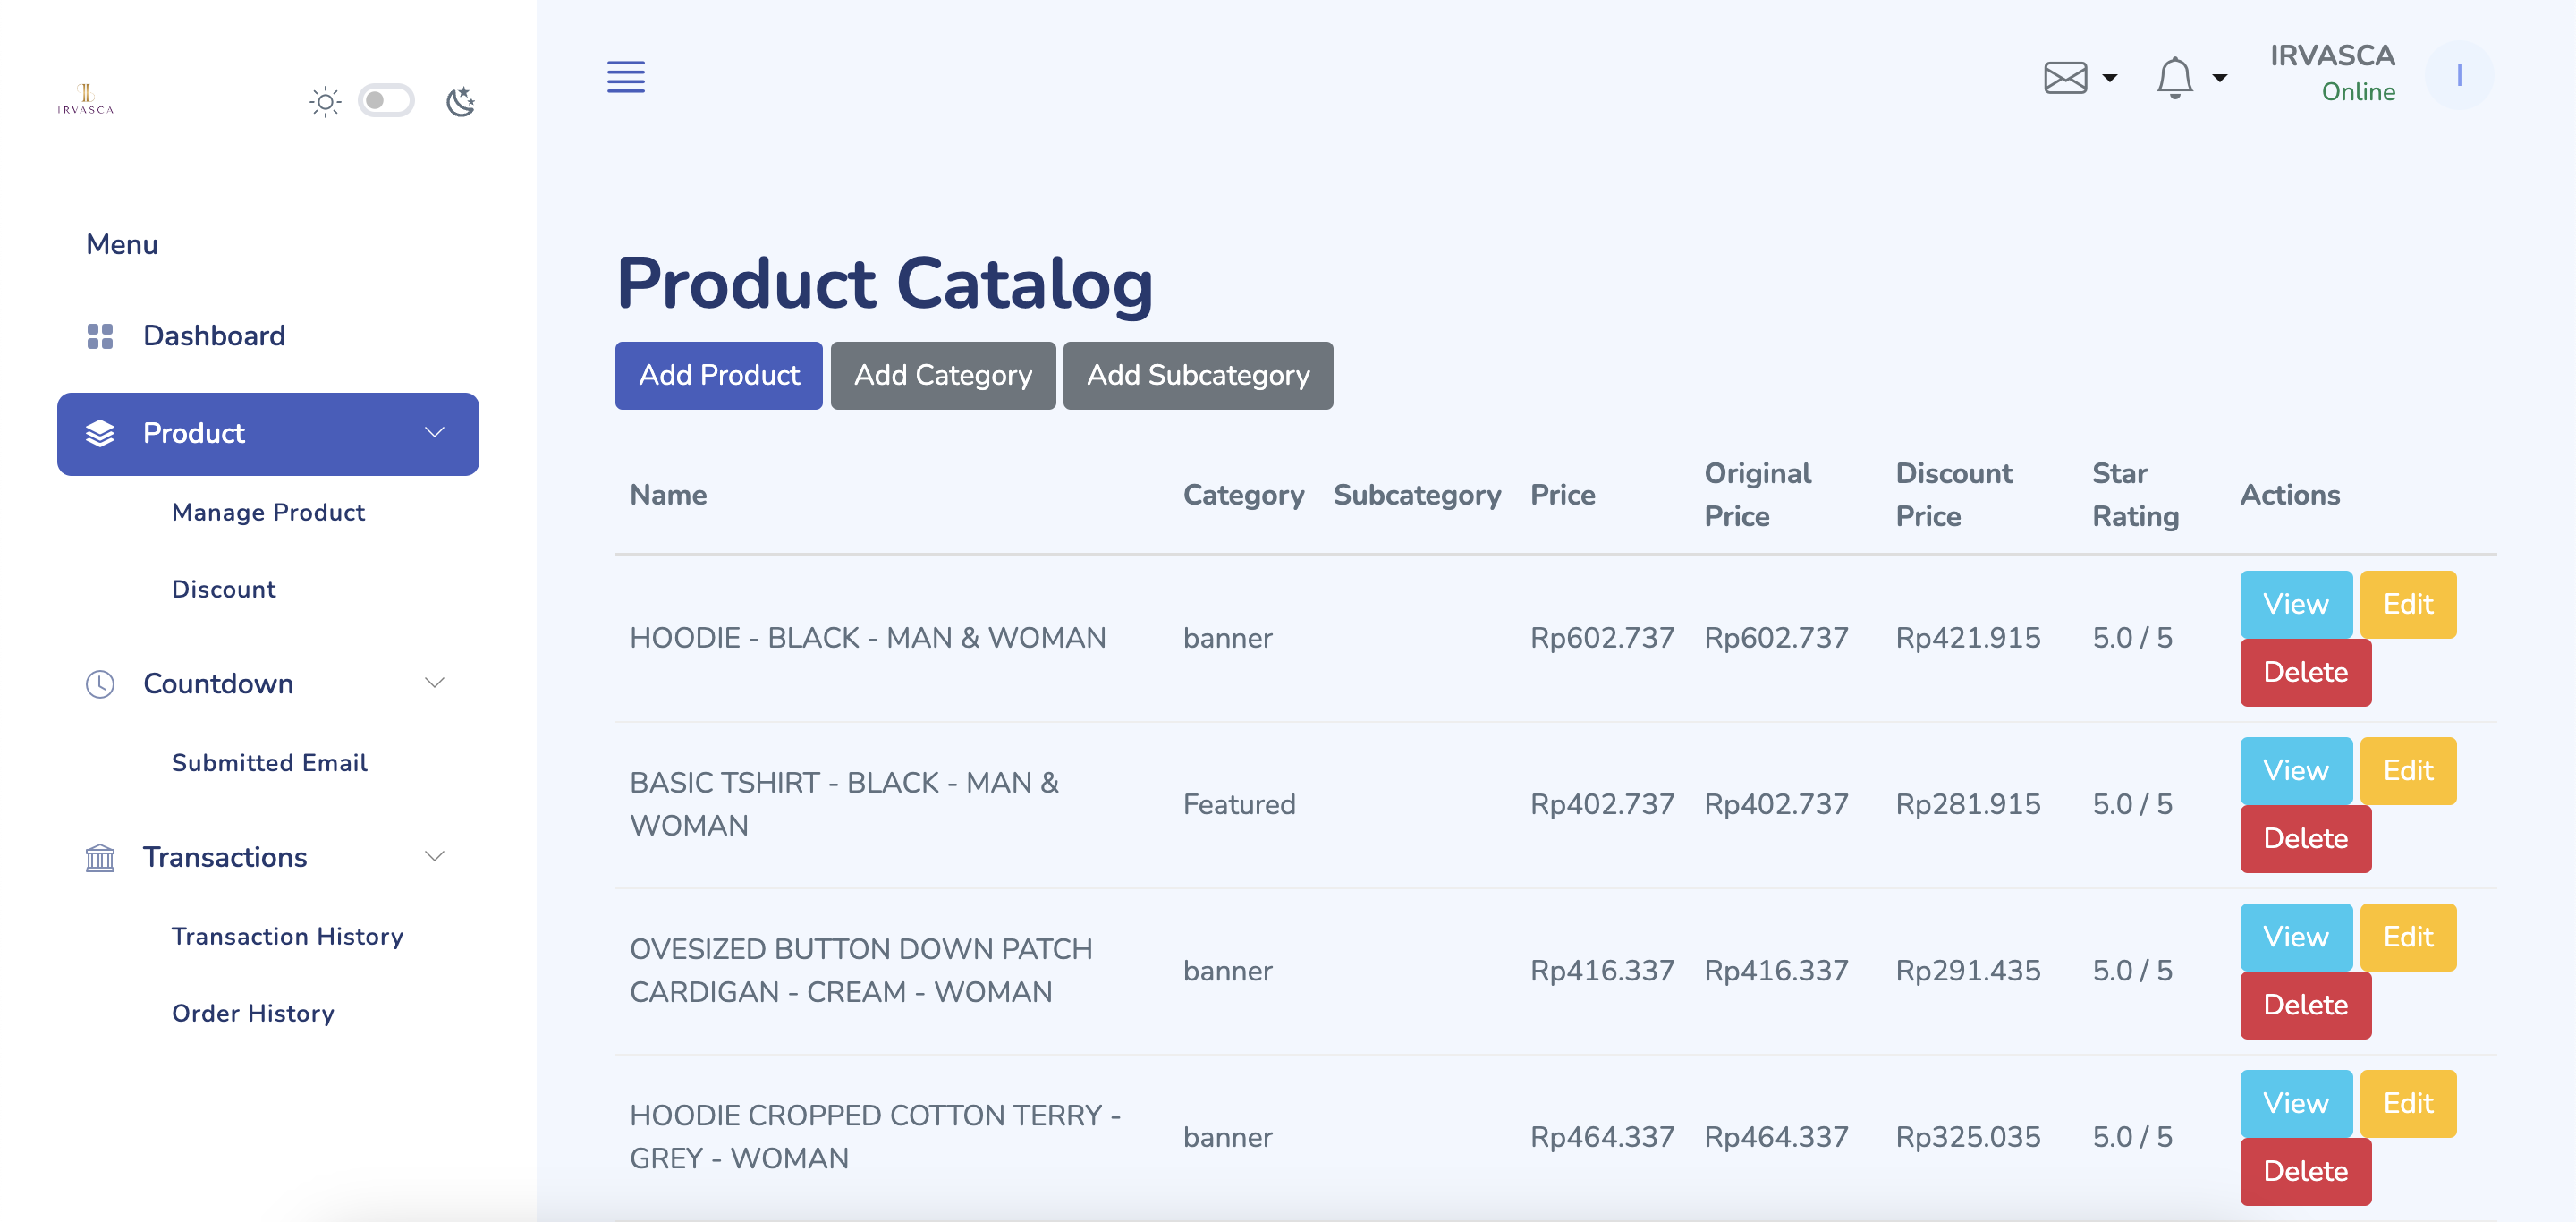 IRVASCA
IRVASCA
Online
I
Menu
Dashboard
Product
Manage Product
Discount
Countdown
Submitted Email
Transactions
Transaction History
Order History
Product Catalog
Add Product Add Category Add Subcategory
Name Category Subcategory Price Original Price Discount Price Star Rating Actions
HOODIE - BLACK - MAN & WOMAN banner Rp602.737 Rp602.737 Rp421.915 5.0 / 5 View Edit
Delete
BASIC TSHIRT - BLACK - MAN &
WOMAN
Featured Rp402.737 Rp402.737 Rp281.915 5.0 / 5 View Edit
Delete
OVESIZED BUTTON DOWN PATCH
CARDIGAN - CREAM - WOMAN
banner Rp416.337 Rp416.337 Rp291.435 5.0 / 5 View Edit
Delete
HOODIE CROPPED COTTON TERRY -
GREY - WOMAN
banner Rp464.337 Rp464.337 Rp325.035 5.0 / 5 View Edit
Delete